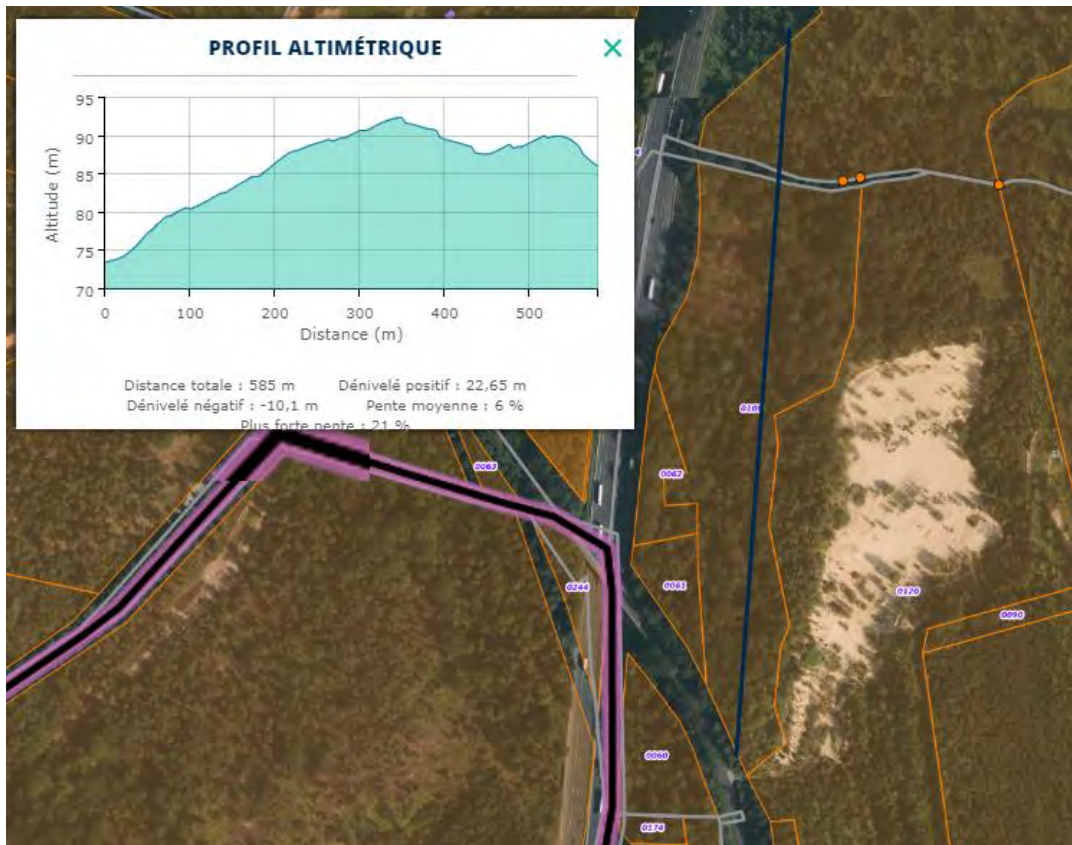 PROFIL ALTIMÉTRIQUE
×
95
90
85
80
75
70
Altitude (m)
0
100
200
300
400
500
Distance (m)
Distance totale : 585 m
Dénivelé positif : 22,65 m
Dénivelé négatif : -10,1 m
Pente moyenne : 6 %
Plus forte pente : 21 %
4
0063
0062
0244
0061
0120
0090
0060
0174